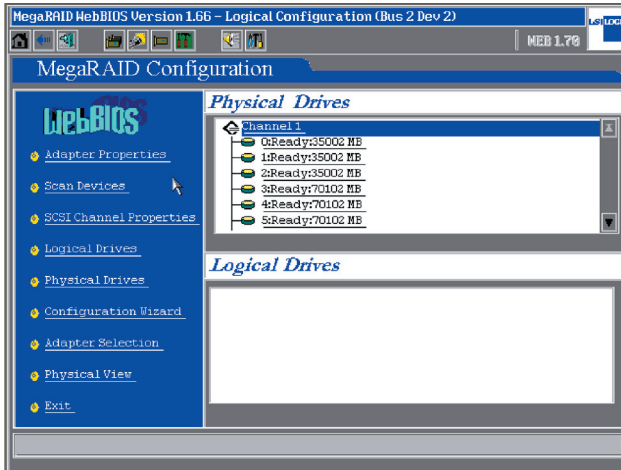 MegaRAID WebBIOS Version 1.66 - Logical Configuration (Bus 2 Dev 2)
LSI LOGIC
WEB 1.70
MegaRAID Configuration
WebBIOS
Adapter Properties
Scan Devices
SCSI Channel Properties
Logical Drives
Physical Drives
Configuration Wizard
Adapter Selection
Physical View
Exit
Physical Drives
Channel 1
0:Ready:35002 MB
1:Ready:35002 MB
2:Ready:35002 MB
3:Ready:70102 MB
4:Ready:70102 MB
5:Ready:70102 MB
Logical Drives